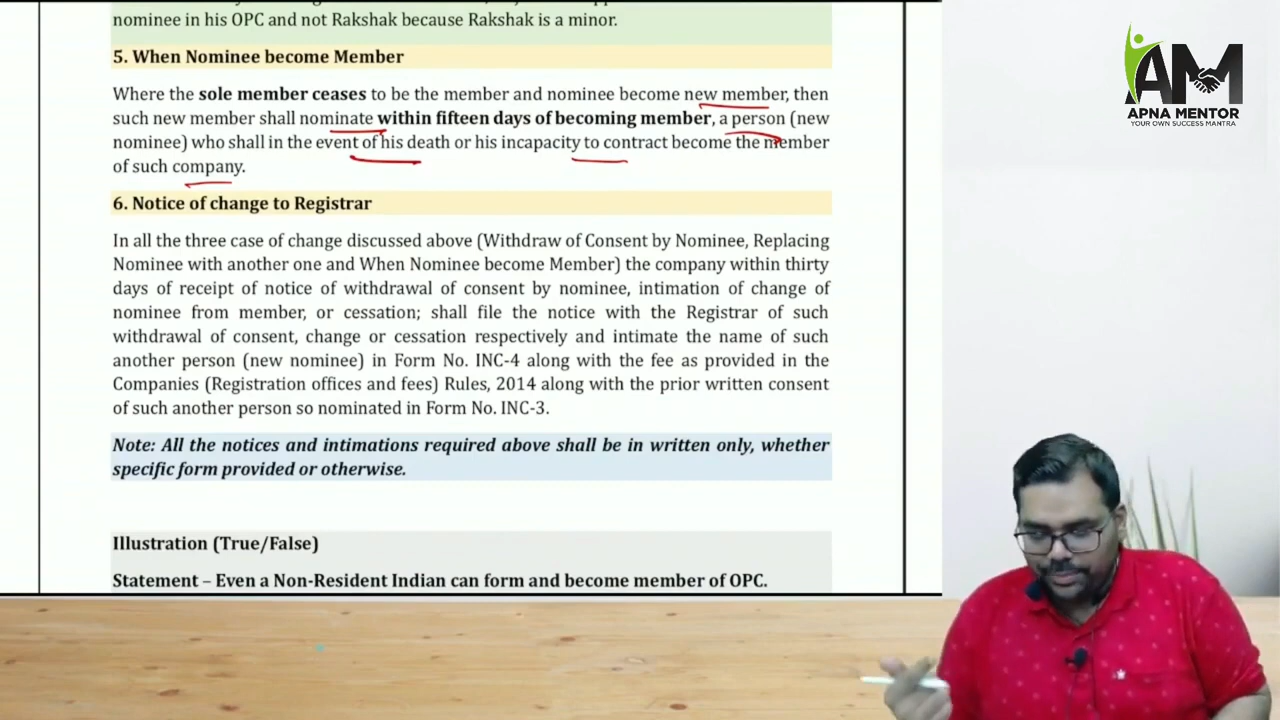 nominee in his OPC and not Rakshak because Rakshak is a minor.
5. When Nominee become Member
Where the sole member ceases to be the member and nominee become new member, then
such new member shall nominate within fifteen days of becoming member, a person (new
nominee) who shall in the event of his death or his incapacity to contract become the member
of such company.
6. Notice of change to Registrar
In all the three case of change discussed above (Withdraw of Consent by Nominee, Replacing
Nominee with another one and When Nominee become Member) the company within thirty
days of receipt of notice of withdrawal of consent by nominee, intimation of change of
nominee from member, or cessation; shall file the notice with the Registrar of such
withdrawal of consent, change or cessation respectively and intimate the name of such
another person (new nominee) in Form No. INC-4 along with the fee as provided in the
Companies (Registration offices and fees) Rules, 2014 along with the prior written consent
of such another person so nominated in Form No. INC-3.
Note: All the notices and intimations required above shall be in written only, whether
specific form provided or otherwise.
Illustration (True/False)
Statement – Even a Non-Resident Indian can form and become member of OPC.
AM
APNA MENTOR
YOUR OWN SUCCESS MANTRA